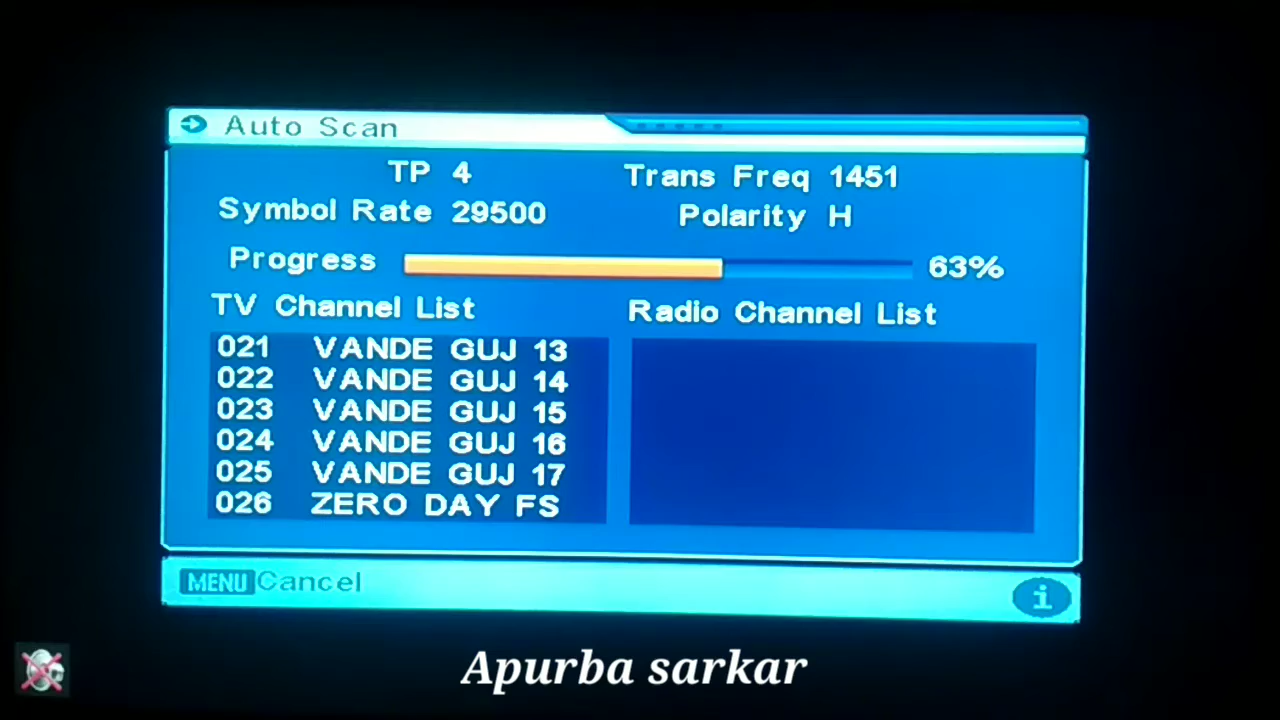 Auto Scan
TP 4 Trans Freq 1451
Symbol Rate 29500 Polarity H
Progress 63%
TV Channel List Radio Channel List
021 VANDE GUJ 13
022 VANDE GUJ 14
023 VANDE GUJ 15
024 VANDE GUJ 16
025 VANDE GUJ 17
026 ZERO DAY FS
MENU Cancel i
Apurba sarkar